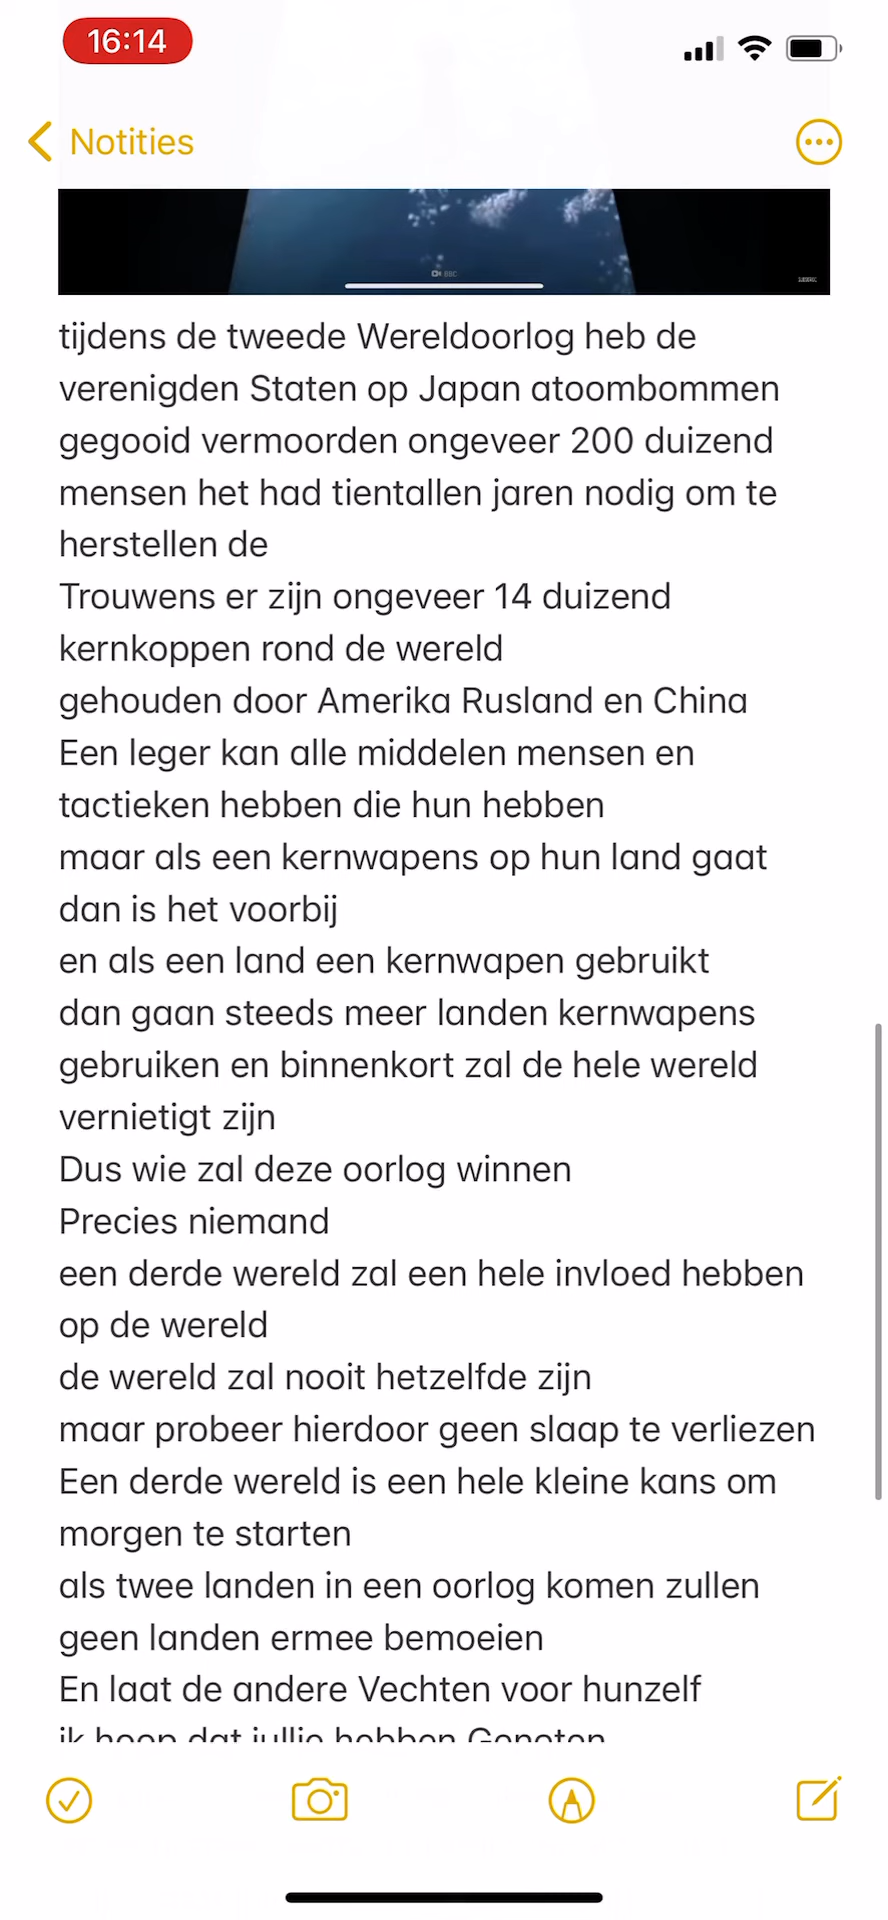 16:14
Notities
BBC
tijdens de tweede Wereldoorlog heb de
verenigden Staten op Japan atoombommen
gegooid vermoorden ongeveer 200 duizend
mensen het had tientallen jaren nodig om te
herstellen de
Trouwens er zijn ongeveer 14 duizend
kernkoppen rond de wereld
gehouden door Amerika Rusland en China
Een leger kan alle middelen mensen en
tactieken hebben die hun hebben
maar als een kernwapens op hun land gaat
dan is het voorbij
en als een land een kernwapen gebruikt
dan gaan steeds meer landen kernwapens
gebruiken en binnenkort zal de hele wereld
vernietigt zijn
Dus wie zal deze oorlog winnen
Precies niemand
een derde wereld zal een hele invloed hebben
op de wereld
de wereld zal nooit hetzelfde zijn
maar probeer hierdoor geen slaap te verliezen
Een derde wereld is een hele kleine kans om
morgen te starten
als twee landen in een oorlog komen zullen
geen landen ermee bemoeien
En laat de andere Vechten voor hunzelf
ik hoop dat jullie hebben Genoten